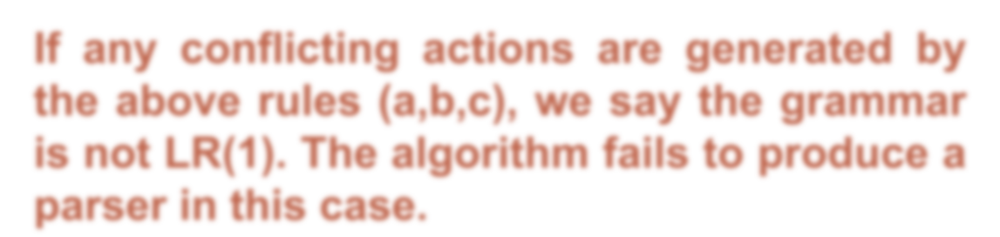 If any conflicting actions are generated by
the above rules (a,b,c), we say the grammar
is not LR(1). The algorithm fails to produce a
parser in this case.